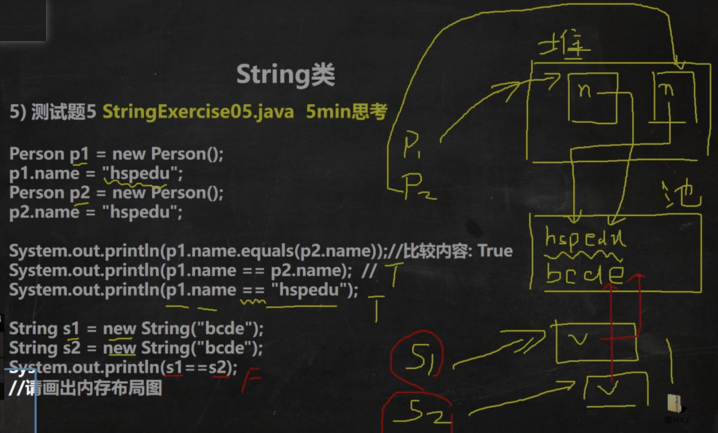 String类
5) 测试题5 StringExercise05.java 5min思考
Person p1 = new Person();
p1.name = "hspedu";
Person p2 = new Person();
p2.name = "hspedu";
System.out.println(p1.name.equals(p2.name));//比较内容: True
System.out.println(p1.name == p2.name); // T
System.out.println(p1.name == "hspedu");
T
String s1 = new String("bcde");
String s2 = new String("bcde");
System.out.println(s1==s2); F
//请画出内存布局图
堆
n
n
P1
P2
池
hspedu
bcde
S1
v
S2
v